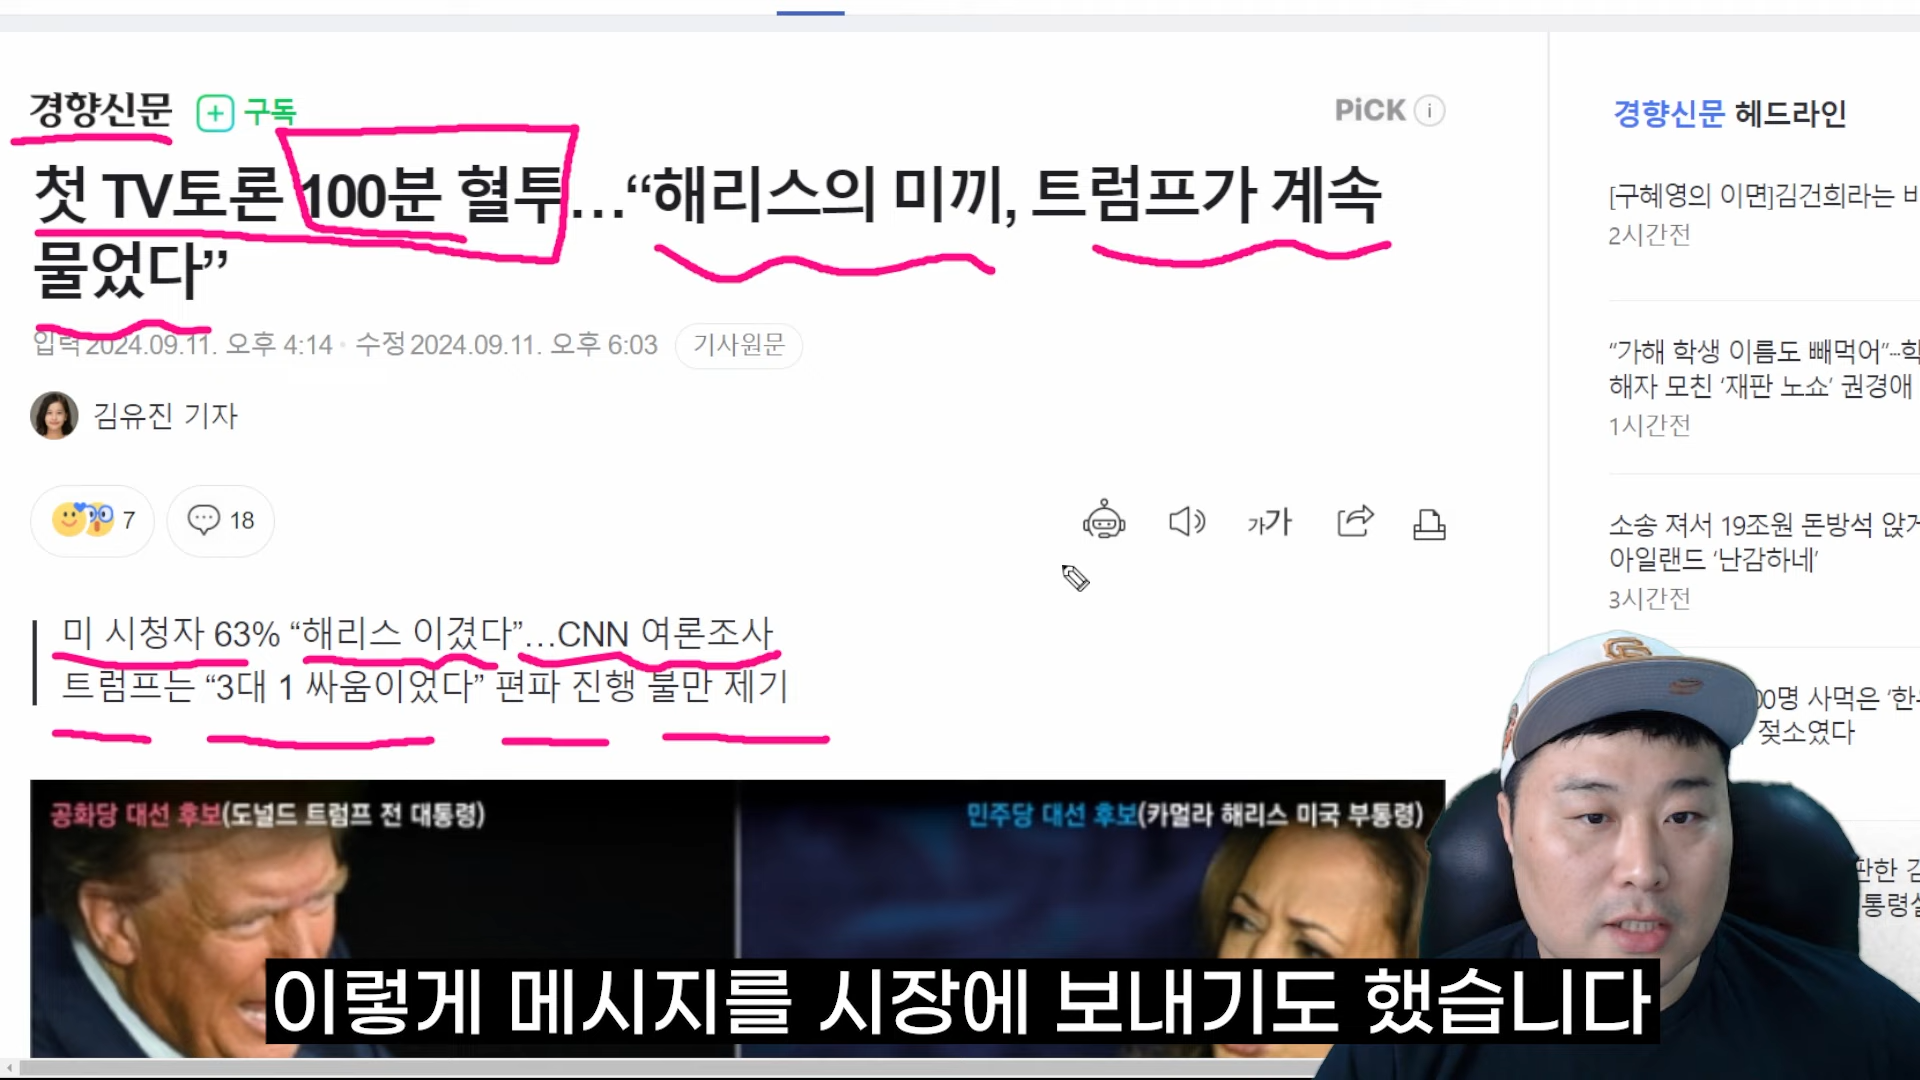 경향신문 구독
PiCK
첫 TV토론 100분 혈투…“해리스의 미끼, 트럼프가 계속
물었다”
입력 2024.09.11. 오후 4:14 · 수정 2024.09.11. 오후 6:03 기사원문
김유진 기자
7 18
가가
미 시청자 63% “해리스 이겼다”…CNN 여론조사
트럼프는 “3대 1 싸움이었다” 편파 진행 불만 제기
공화당 대선 후보(도널드 트럼프 전 대통령)
민주당 대선 후보(카멀라 해리스 미국 부통령)
이렇게 메시지를 시장에 보내기도 했습니다
경향신문 헤드라인
[구혜영의 이면]김건희라는
2시간전
“가해 학생 이름도 빼먹어”…
해자 모친 ‘재판 노쇼’ 권경애
1시간전
소송 져서 19조원 돈방석
아일랜드 ‘난감하네’
3시간전
00명 사먹은
젖소였다